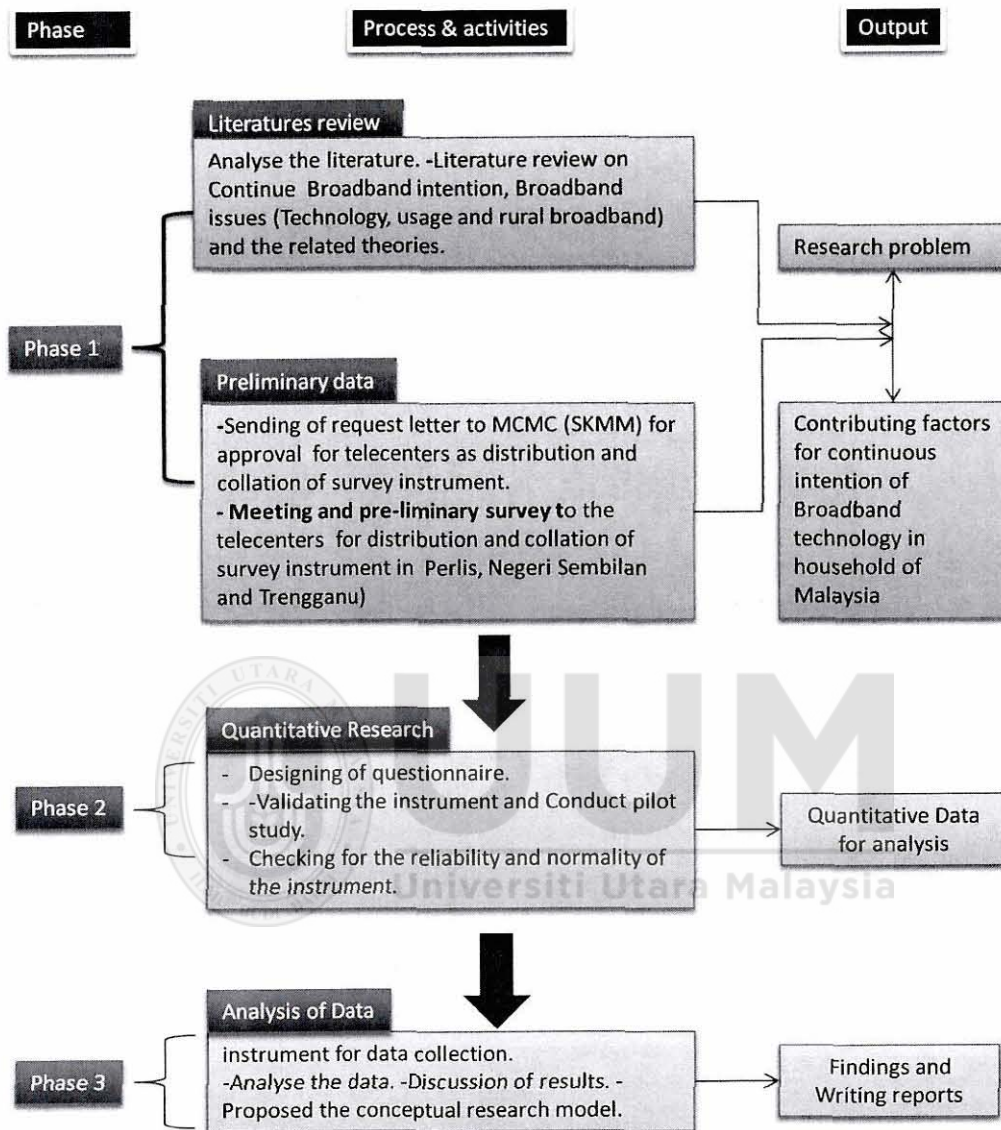 Phase
Process & activities
Output
Literatures review
Analyse the literature. -Literature review on
Continue Broadband intention, Broadband
issues (Technology, usage and rural broadband)
and the related theories.
Research problem
Phase 1
Preliminary data
-Sending of request letter to MCMC (SKMM) for
approval for telecenters as distribution and
collation of survey instrument.
- Meeting and pre-liminary survey to the
telecenters for distribution and collation of
survey instrument in Perlis, Negeri Sembilan
and Trengganu)
Contributing factors
for continuous
intention of
Broadband
technology in
household of
Malaysia
UNIVERSITI UTARA
UUM
Universiti Utara Malaysia
Quantitative Research
Phase 2
- Designing of questionnaire.
- -Validating the instrument and Conduct pilot
study.
- Checking for the reliability and normality of
the instrument.
Quantitative Data
for analysis
Analysis of Data
Phase 3
instrument for data collection.
-Analyse the data. -Discussion of results. -
Proposed the conceptual research model.
Findings and
Writing reports